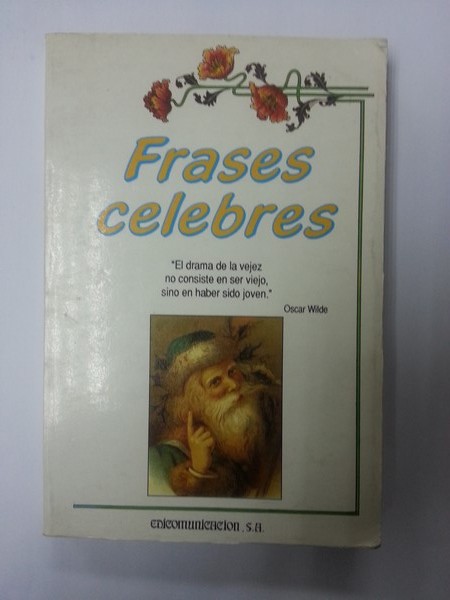 Frases
celebres
"El drama de la vejez
no consiste en ser viejo,
sino en haber sido joven."
Oscar Wilde
EDICOMUNICACION, S.A.